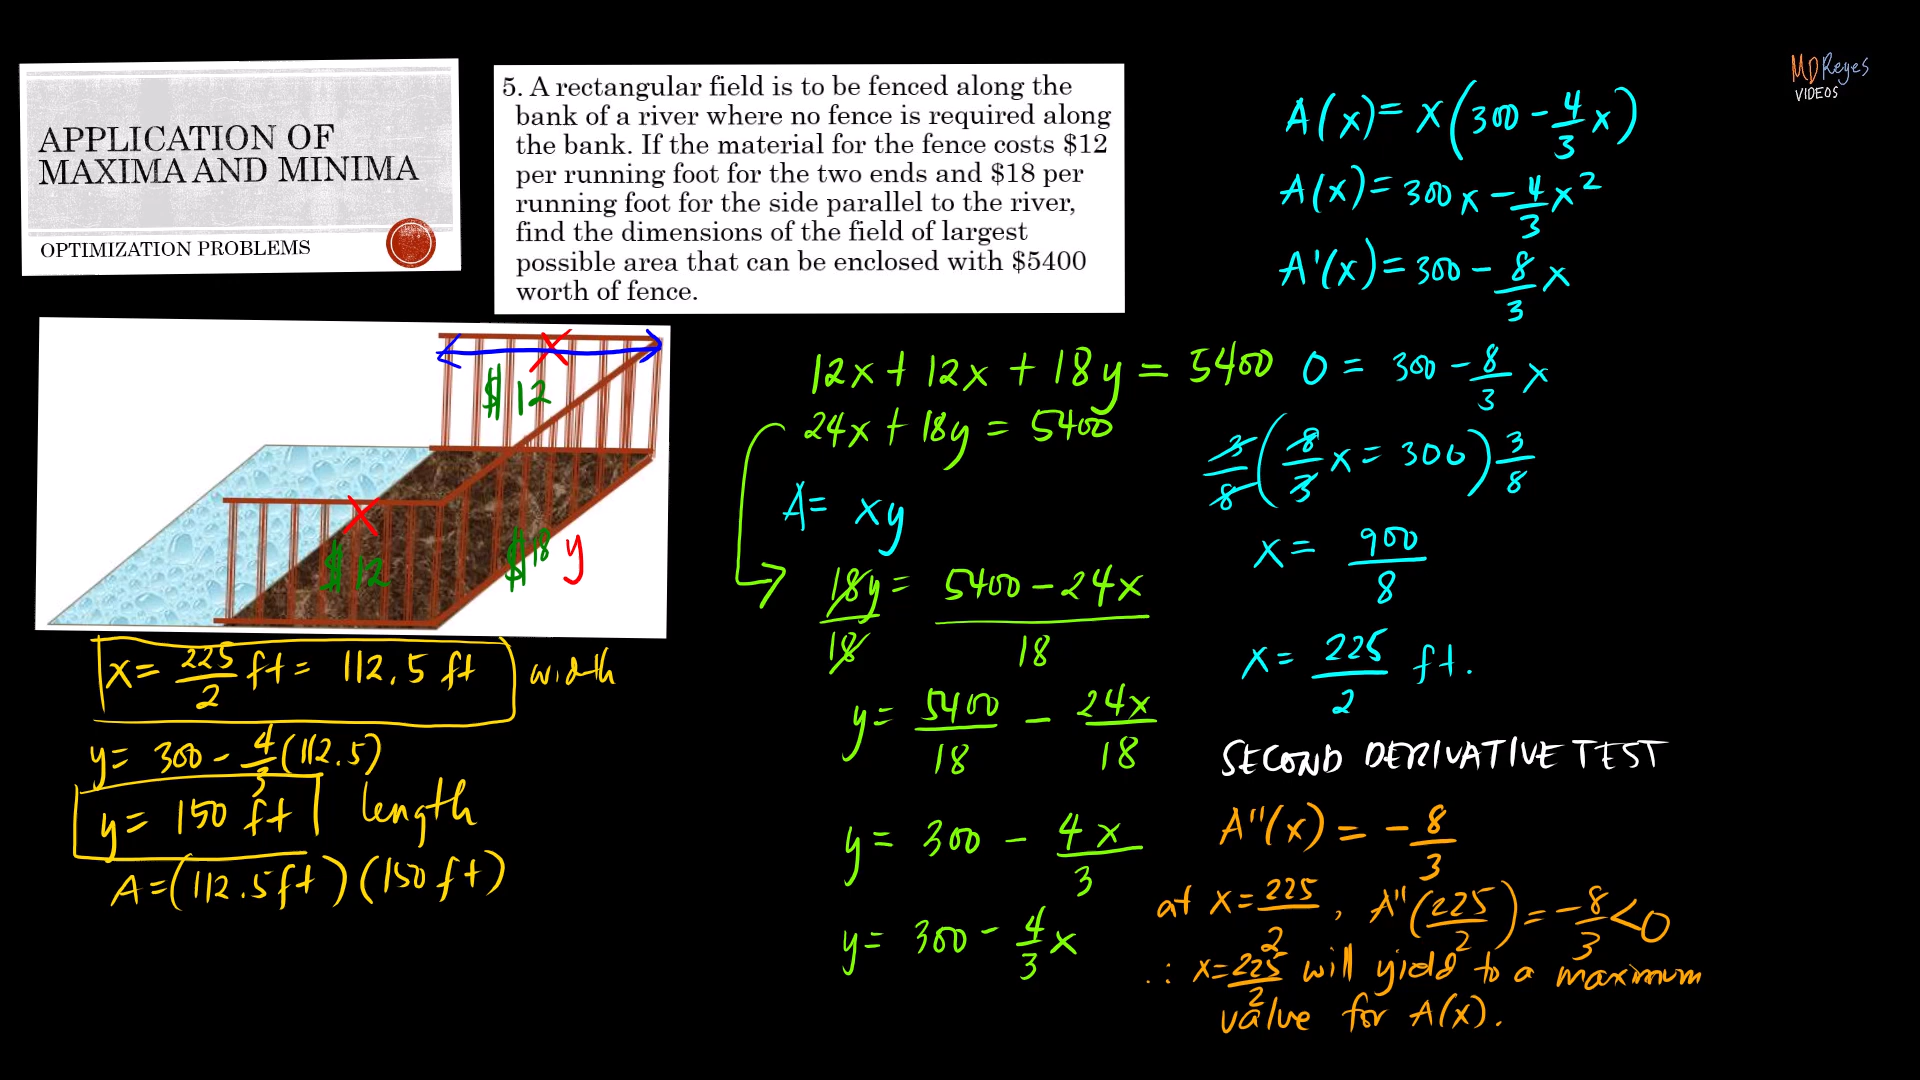 APPLICATION OF
MAXIMA AND MINIMA
OPTIMIZATION PROBLEMS
5. A rectangular field is to be fenced along the
bank of a river where no fence is required along
the bank. If the material for the fence costs $12
per running foot for the two ends and $18 per
running foot for the side parallel to the river,
find the dimensions of the field of largest
possible area that can be enclosed with $5400
worth of fence.
MDReyes
VIDEOS
x
$12
x
$12
$18 y
x = 225/2 ft = 112.5 ft width
y = 300 - 4/3 (112.5)
y = 150 ft length
A = (112.5 ft)(150 ft)
12x + 12x + 18y = 5400
24x + 18y = 5400
A = xy
18y/18 = (5400 - 24x)/18
y = 5400/18 - 24x/18
y = 300 - 4x/3
y = 300 - 4/3 x
A(x) = x(300 - 4/3 x)
A(x) = 300x - 4/3 x²
A'(x) = 300 - 8/3 x
0 = 300 - 8/3 x
3/8 (8/3 x = 300) 3/8
x = 900/8
x = 225/2 ft.
SECOND DERIVATIVE TEST
A''(x) = -8/3
at x = 225/2, A''(225/2) = -8/3 < 0
∴ x = 225/2 will yield to a maximum
value for A(x).